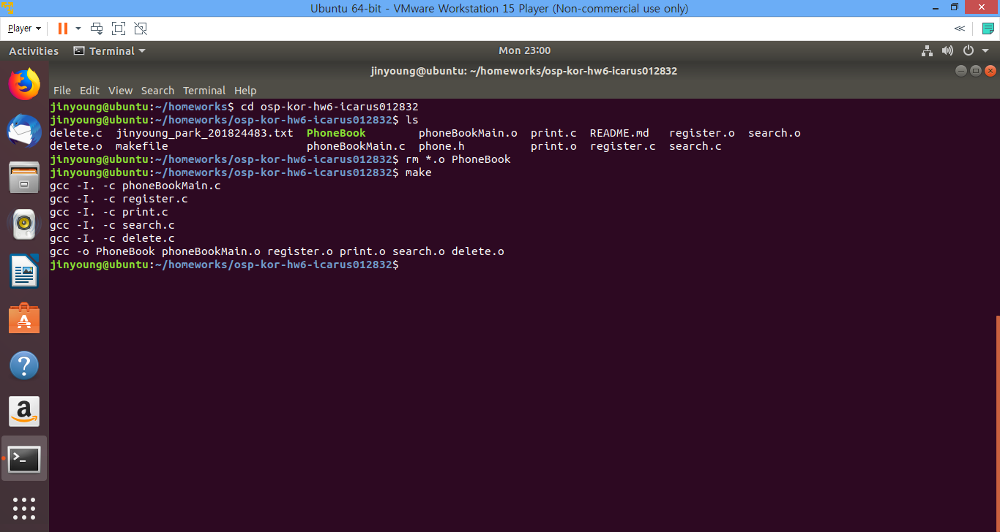 Ubuntu 64-bit - VMware Workstation 15 Player (Non-commercial use only)
Player
Activities Terminal Mon 23:00
jinyoung@ubuntu: ~/homeworks/osp-kor-hw6-icarus012832
File Edit View Search Terminal Help
jinyoung@ubuntu:~/homeworks$ cd osp-kor-hw6-icarus012832
jinyoung@ubuntu:~/homeworks/osp-kor-hw6-icarus012832$ ls
delete.c jinyoung_park_201824483.txt PhoneBook phoneBookMain.o print.c README.md register.o search.o
delete.o makefile phoneBookMain.c phone.h print.o register.c search.c
jinyoung@ubuntu:~/homeworks/osp-kor-hw6-icarus012832$ rm *.o PhoneBook
jinyoung@ubuntu:~/homeworks/osp-kor-hw6-icarus012832$ make
gcc -I. -c phoneBookMain.c
gcc -I. -c register.c
gcc -I. -c print.c
gcc -I. -c search.c
gcc -I. -c delete.c
gcc -o PhoneBook phoneBookMain.o register.o print.o search.o delete.o
jinyoung@ubuntu:~/homeworks/osp-kor-hw6-icarus012832$